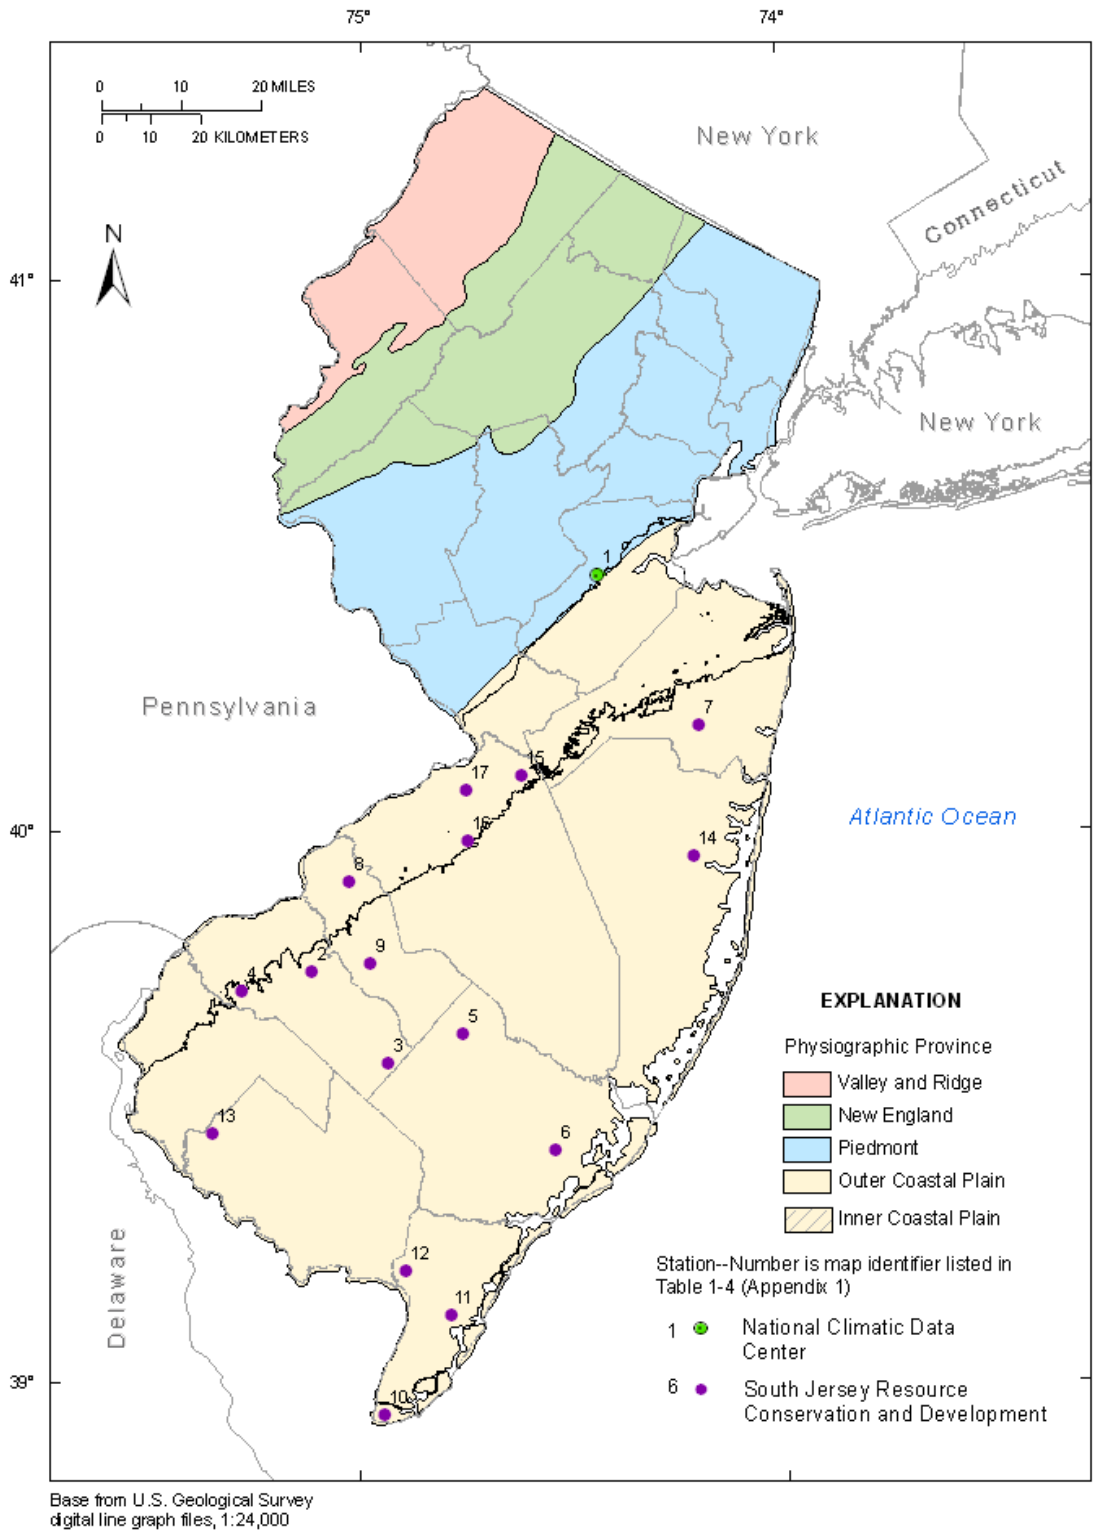 75° 74°
0 10 20 MILES
0 10 20 KILOMETERS
New York
Connecticut
N
41°
New York
1
Pennsylvania
7
15
17
16
14
8
Atlantic Ocean
40°
9
2
4
5
3
13
6
12
11
10
39°
Delaware
EXPLANATION
Physiographic Province
Valley and Ridge
New England
Piedmont
Outer Coastal Plain
Inner Coastal Plain
Station--Number is map identifier listed in
Table 1-4 (Appendix 1)
1 National Climatic Data
Center
6 South Jersey Resource
Conservation and Development
Base from U.S. Geological Survey
digital line graph files, 1:24,000